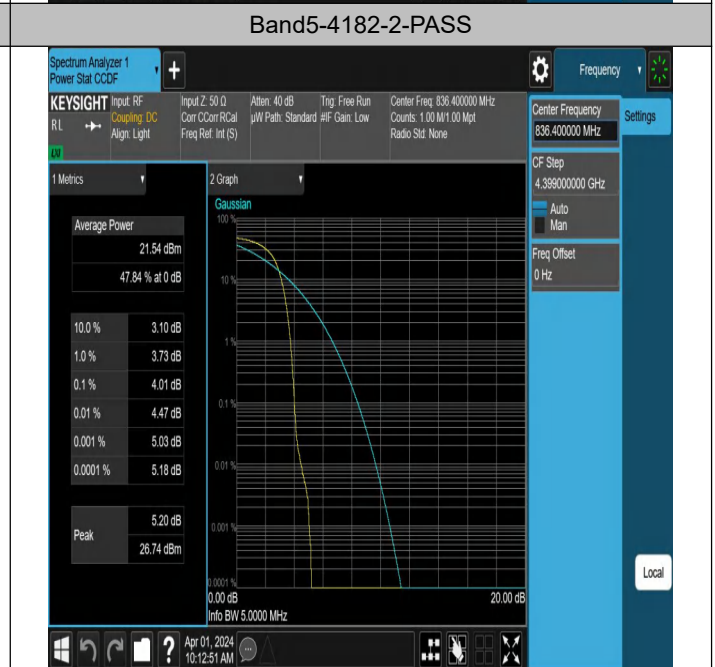 Band5-4182-2-PASS
Spectrum Analyzer 1
Power Stat CCDF
Frequency
KEYSIGHT
R L
LXI
Input: RF
Coupling: DC
Align: Light
Input Z: 50 Ω
Corr CCorr RCal
Freq Ref: Int (S)
Atten: 40 dB
µW Path: Standard
Trig: Free Run
#IF Gain: Low
Center Freq: 836.400000 MHz
Counts: 1.00 M/1.00 Mpt
Radio Std: None
Center Frequency
836.400000 MHz
Settings
CF Step
4.399000000 GHz
Auto
Man
Freq Offset
0 Hz
1 Metrics
Average Power
21.54 dBm
47.84 % at 0 dB
10.0 % 3.10 dB
1.0 % 3.73 dB
0.1 % 4.01 dB
0.01 % 4.47 dB
0.001 % 5.03 dB
0.0001 % 5.18 dB
Peak
5.20 dB
26.74 dBm
2 Graph
Gaussian
100 %
10 %
1 %
0.1 %
0.01 %
0.001 %
0.0001 %
0.00 dB
20.00 dB
Info BW 5.0000 MHz
Local
?
Apr 01, 2024
10:12:51 AM